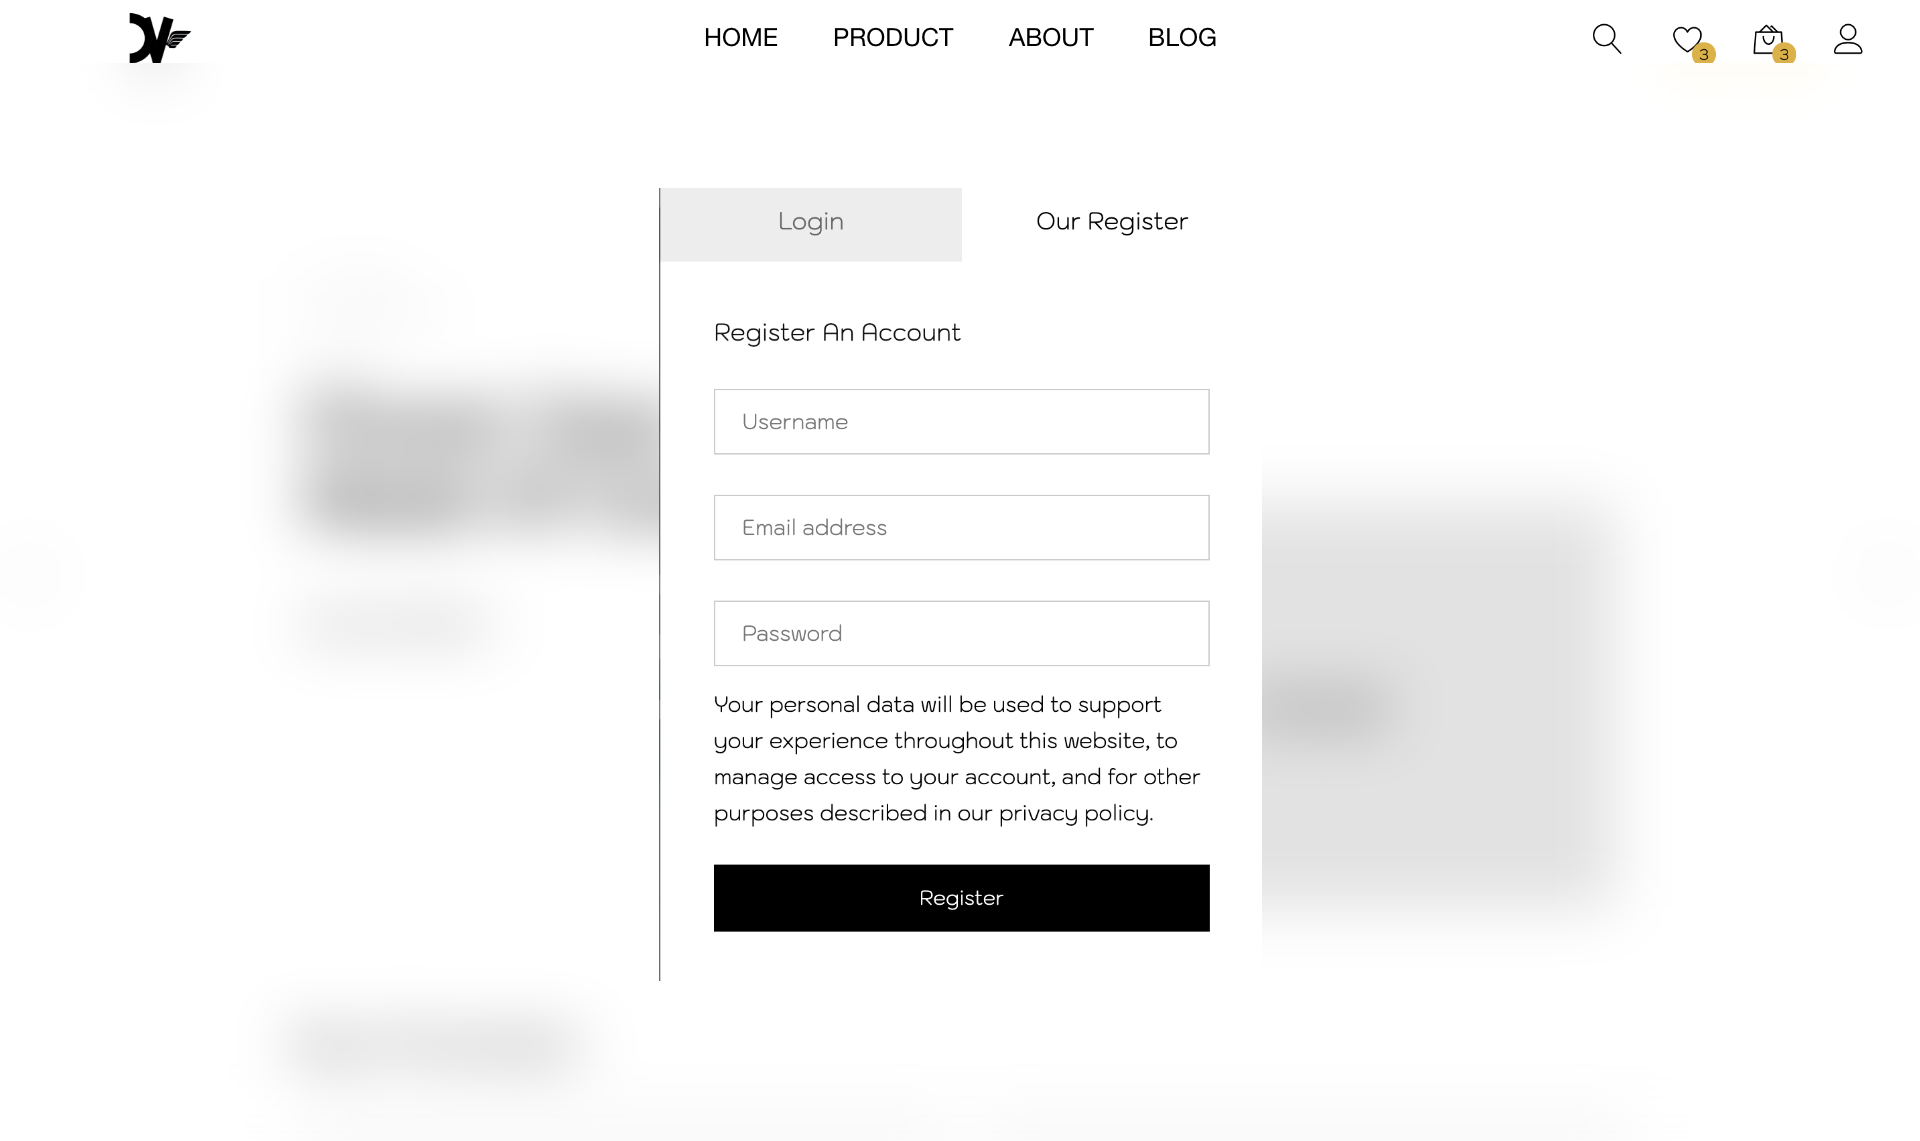 HOME PRODUCT ABOUT BLOG
3 3
Login Our Register
Register An Account
Username
Email address
Password
Your personal data will be used to support
your experience throughout this website, to
manage access to your account, and for other
purposes described in our privacy policy.
Register